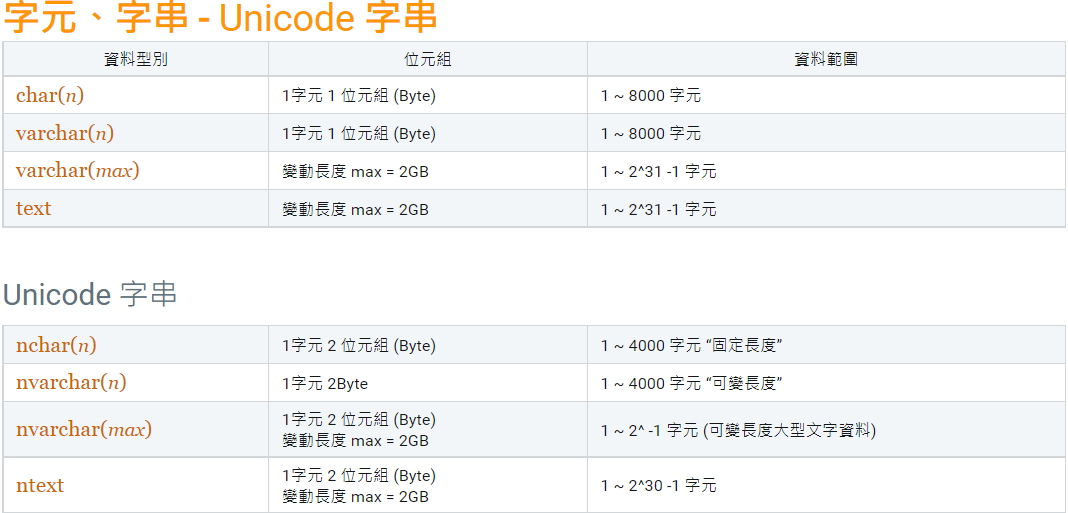 字元、字串 - Unicode 字串
資料型別 位元組 資料範圍
char(n) 1字元 1 位元組 (Byte) 1 ~ 8000 字元
varchar(n) 1字元 1 位元組 (Byte) 1 ~ 8000 字元
varchar(max) 變動長度 max = 2GB 1 ~ 2^31 -1 字元
text 變動長度 max = 2GB 1 ~ 2^31 -1 字元
Unicode 字串
nchar(n) 1字元 2 位元組 (Byte) 1 ~ 4000 字元 “固定長度”
nvarchar(n) 1字元 2Byte 1 ~ 4000 字元 “可變長度”
nvarchar(max) 1字元 2 位元組 (Byte)
變動長度 max = 2GB 1 ~ 2^ -1 字元 (可變長度大型文字資料)
ntext 1字元 2 位元組 (Byte)
變動長度 max = 2GB 1 ~ 2^30 -1 字元